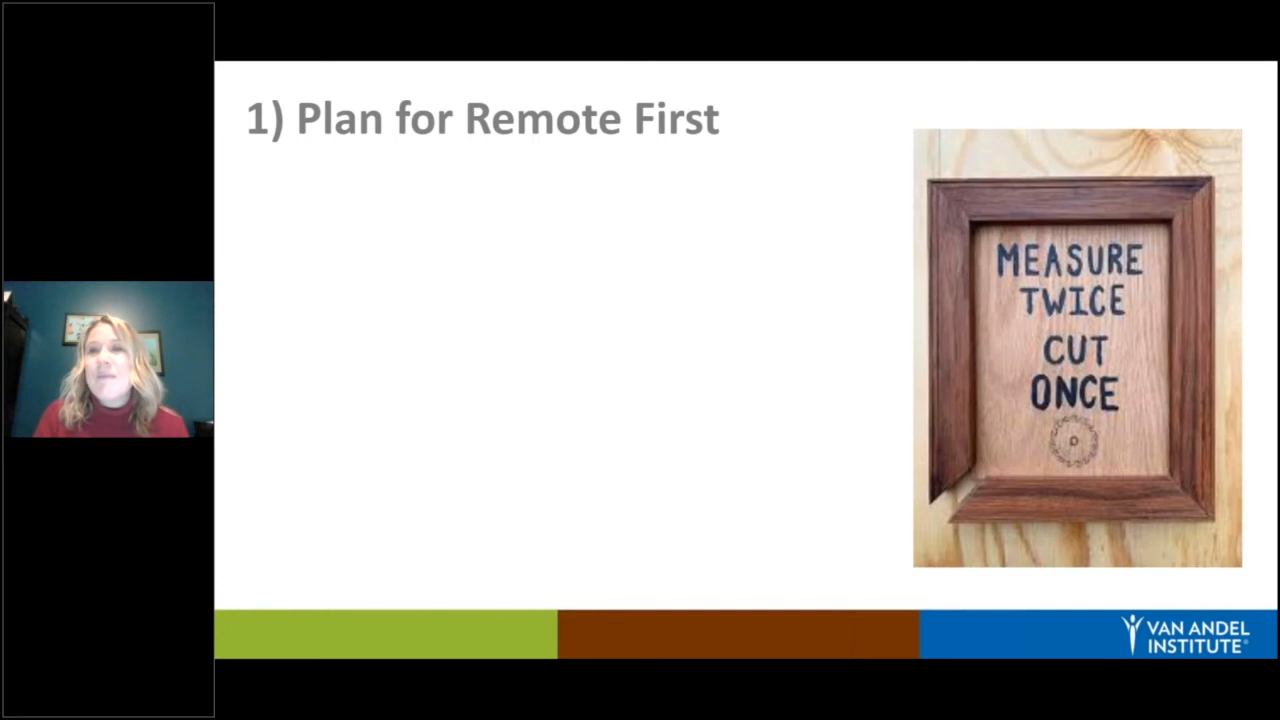 1) Plan for Remote First
MEASURE
TWICE
CUT
ONCE
VAN ANDEL
INSTITUTE